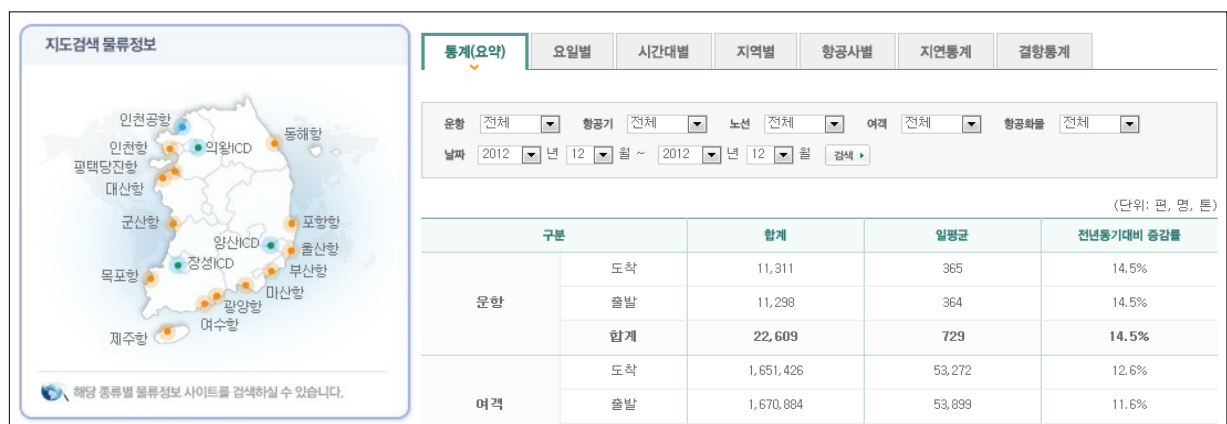 지도검색 물류정보
인천공항
동해항
인천항
의왕ICD
평택당진항
대산항
군산항
포항항
양산ICD
울산항
장성ICD
부산항
목포항
마산항
광양항
여수항
제주항
해당 종류별 물류정보 사이트를 검색하실 수 있습니다.
통계(요약) 요일별 시간대별 지역별 항공사별 지연통계 결항통계
운항 전체 항공기 전체 노선 전체 여객 전체 항공화물 전체
날짜 2012 년 12 월 ~ 2012 년 12 월 검색
(단위: 편, 명, 톤)
구분 합계 일평균 전년동기대비 증감률
운항 도착 11,311 365 14.5%
출발 11,298 364 14.5%
합계 22,609 729 14.5%
여객 도착 1,651,426 53,272 12.6%
출발 1,670,884 53,899 11.6%